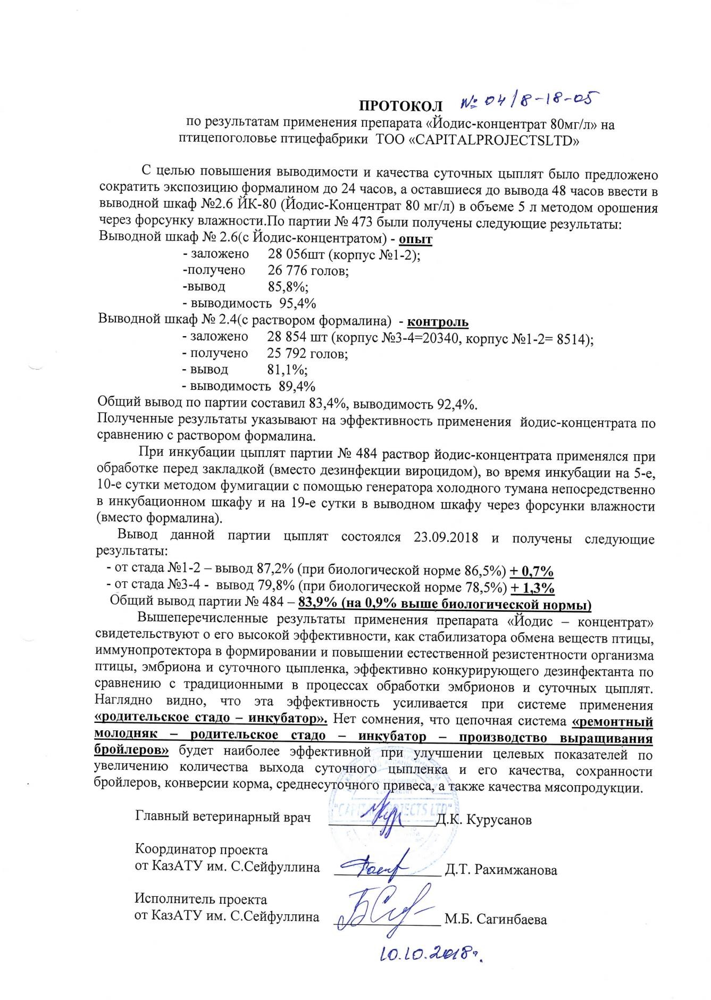 ПРОТОКОЛ № 04/8-18-05
по результатам применения препарата «Йодис-концентрат 80мг/л» на
птицепоголовье птицефабрики ТОО «CAPITALPROJECTSLTD»
С целью повышения выводимости и качества суточных цыплят было предложено
сократить экспозицию формалином до 24 часов, а оставшиеся до вывода 48 часов ввести в
выводной шкаф №2.6 ЙК-80 (Йодис-Концентрат 80 мг/л) в объеме 5 л методом орошения
через форсунку влажности.По партии № 473 были получены следующие результаты:
Выводной шкаф № 2.6(с Йодис-концентратом) - опыт
- заложено 28 056шт (корпус №1-2);
-получено 26 776 голов;
-вывод 85,8%;
- выводимость 95,4%
Выводной шкаф № 2.4(с раствором формалина) - контроль
- заложено 28 854 шт (корпус №3-4=20340, корпус №1-2= 8514);
- получено 25 792 голов;
- вывод 81,1%;
- выводимость 89,4%
Общий вывод по партии составил 83,4%, выводимость 92,4%.
Полученные результаты указывают на эффективность применения йодис-концентрата по
сравнению с раствором формалина.
При инкубации цыплят партии № 484 раствор йодис-концентрата применялся при
обработке перед закладкой (вместо дезинфекции вироцидом), во время инкубации на 5-е,
10-е сутки методом фумигации с помощью генератора холодного тумана непосредственно
в инкубационном шкафу и на 19-е сутки в выводном шкафу через форсунки влажности
(вместо формалина).
Вывод данной партии цыплят состоялся 23.09.2018 и получены следующие
результаты:
- от стада №1-2 – вывод 87,2% (при биологической норме 86,5%) + 0,7%
- от стада №3-4 - вывод 79,8% (при биологической норме 78,5%) + 1,3%
Общий вывод партии № 484 – 83,9% (на 0,9% выше биологической нормы)
Вышеперечисленные результаты применения препарата «Йодис – концентрат»
свидетельствуют о его высокой эффективности, как стабилизатора обмена веществ птицы,
иммунопротектора в формировании и повышении естественной резистентности организма
птицы, эмбриона и суточного цыпленка, эффективно конкурирующего дезинфектанта по
сравнению с традиционными в процессах обработки эмбрионов и суточных цыплят.
Наглядно видно, что эта эффективность усиливается при системе применения
«родительское стадо – инкубатор». Нет сомнения, что цепочная система «ремонтный
молодняк – родительское стадо – инкубатор – производство выращивания
бройлеров» будет наиболее эффективной при улучшении целевых показателей по
увеличению количества выхода суточного цыпленка и его качества, сохранности
бройлеров, конверсии корма, среднесуточного привеса, а также качества мясопродукции.
"CAPITAL PROJECTS LTD"
Главный ветеринарный врач Д.К. Курусанов
Координатор проекта
от КазАТУ им. С.Сейфуллина Д.Т. Рахимжанова
Исполнитель проекта
от КазАТУ им. С.Сейфуллина М.Б. Сагинбаева
10.10.2018г.